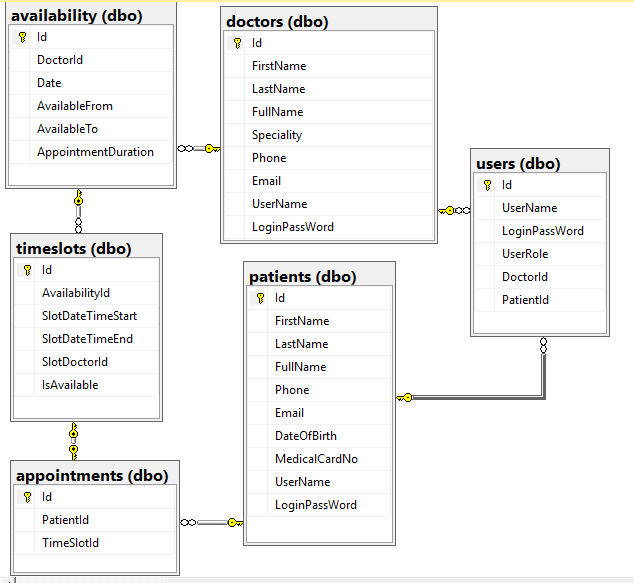 availability (dbo)
Id
DoctorId
Date
AvailableFrom
AvailableTo
AppointmentDuration
doctors (dbo)
Id
FirstName
LastName
FullName
Speciality
Phone
Email
UserName
LoginPassWord
users (dbo)
Id
UserName
LoginPassWord
UserRole
DoctorId
PatientId
timeslots (dbo)
Id
AvailabilityId
SlotDateTimeStart
SlotDateTimeEnd
SlotDoctorId
IsAvailable
patients (dbo)
Id
FirstName
LastName
FullName
Phone
Email
DateOfBirth
MedicalCardNo
UserName
LoginPassWord
appointments (dbo)
Id
PatientId
TimeSlotId